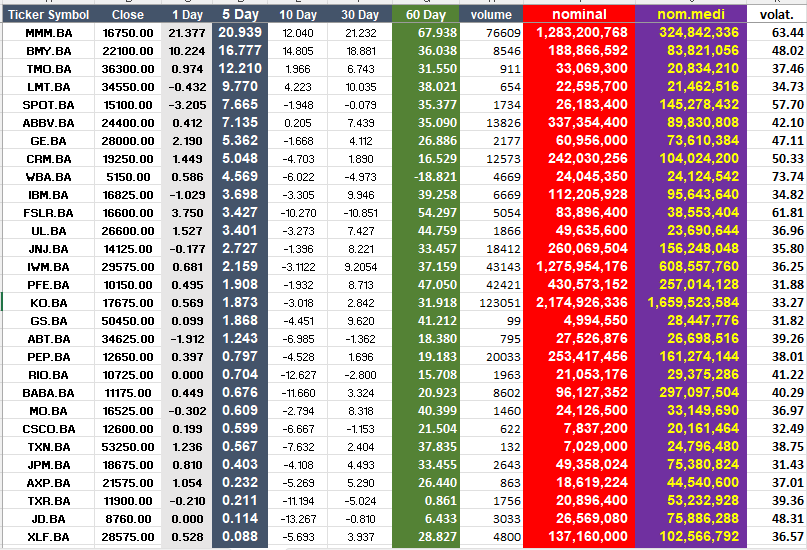 Ticker Symbol Close 1 Day 5 Day 10 Day 30 Day 60 Day volume nominal nom.medi volat.
MMM.BA 16750.00 21.377 20.939 12.040 21.232 67.938 76609 1,283,200,768 324,842,336 63.44
BMY.BA 22100.00 10.224 16.777 14.805 18.881 36.038 8546 188,866,592 83,821,056 48.02
TMO.BA 36300.00 0.974 12.210 1.966 6.743 31.550 911 33,069,300 20,834,210 37.46
LMT.BA 34550.00 -0.432 9.770 4.223 10.035 38.021 654 22,595,700 21,462,516 34.73
SPOT.BA 15100.00 -3.205 7.665 -1.948 -0.079 35.377 1734 26,183,400 145,278,432 57.70
ABBV.BA 24400.00 0.412 7.135 0.205 7.439 35.090 13826 337,354,400 89,830,808 42.10
GE.BA 28000.00 2.190 5.362 -1.668 4.112 26.886 2177 60,956,000 73,610,384 47.11
CRM.BA 19250.00 1.449 5.048 -4.703 1.890 16.529 12573 242,030,256 104,024,200 50.33
WBA.BA 5150.00 0.586 4.569 -6.022 -4.973 -18.821 4669 24,045,350 24,124,542 73.74
IBM.BA 16825.00 -1.029 3.698 -3.305 9.946 39.258 6669 112,205,928 95,643,640 34.82
FSLR.BA 16600.00 3.750 3.427 -10.270 -10.851 54.297 5054 83,896,400 38,553,404 61.81
UL.BA 26600.00 1.527 3.401 -3.273 7.427 44.759 1866 49,635,600 23,690,644 36.96
JNJ.BA 14125.00 -0.177 2.727 -1.396 8.221 33.457 18412 260,069,504 156,248,048 35.80
IWM.BA 29575.00 0.681 2.159 -3.1122 9.2054 37.159 43143 1,275,954,176 608,557,760 36.25
PFE.BA 10150.00 0.495 1.908 -1.932 8.713 47.050 42421 430,573,152 257,014,128 31.88
KO.BA 17675.00 0.569 1.873 -3.018 2.842 31.918 123051 2,174,926,336 1,659,523,584 33.27
GS.BA 50450.00 0.099 1.868 -4.451 9.620 41.212 99 4,994,550 28,447,776 31.82
ABT.BA 34625.00 -1.912 1.243 -6.985 -1.362 18.380 795 27,526,876 26,698,516 39.26
PEP.BA 12650.00 0.397 0.797 -4.528 1.696 19.183 20033 253,417,456 161,274,144 38.01
RIO.BA 10725.00 0.000 0.704 -12.627 -2.800 15.708 1963 21,053,176 29,375,286 41.22
BABA.BA 11175.00 0.449 0.676 -11.660 3.324 20.923 8602 96,127,352 297,097,504 40.29
MO.BA 16525.00 -0.302 0.609 -2.794 8.318 40.399 1460 24,126,500 33,149,690 36.97
CSCO.BA 12600.00 0.199 0.599 -6.667 -1.153 21.504 622 7,837,200 20,161,464 32.49
TXN.BA 53250.00 1.236 0.567 -7.632 2.404 37.835 132 7,029,000 24,796,480 38.75
JPM.BA 18675.00 0.810 0.403 -4.108 4.493 33.455 2643 49,358,024 75,380,824 31.43
AXP.BA 21575.00 1.054 0.232 -5.269 5.290 26.440 863 18,619,224 44,540,600 37.01
TXR.BA 11900.00 -0.210 0.211 -11.194 -5.024 0.861 1756 20,896,400 53,232,928 39.36
JD.BA 8760.00 0.000 0.114 -13.267 -0.810 6.433 3033 26,569,080 75,886,288 48.31
XLF.BA 28575.00 0.528 0.088 -5.693 3.937 28.827 4800 137,160,000 102,566,792 36.57